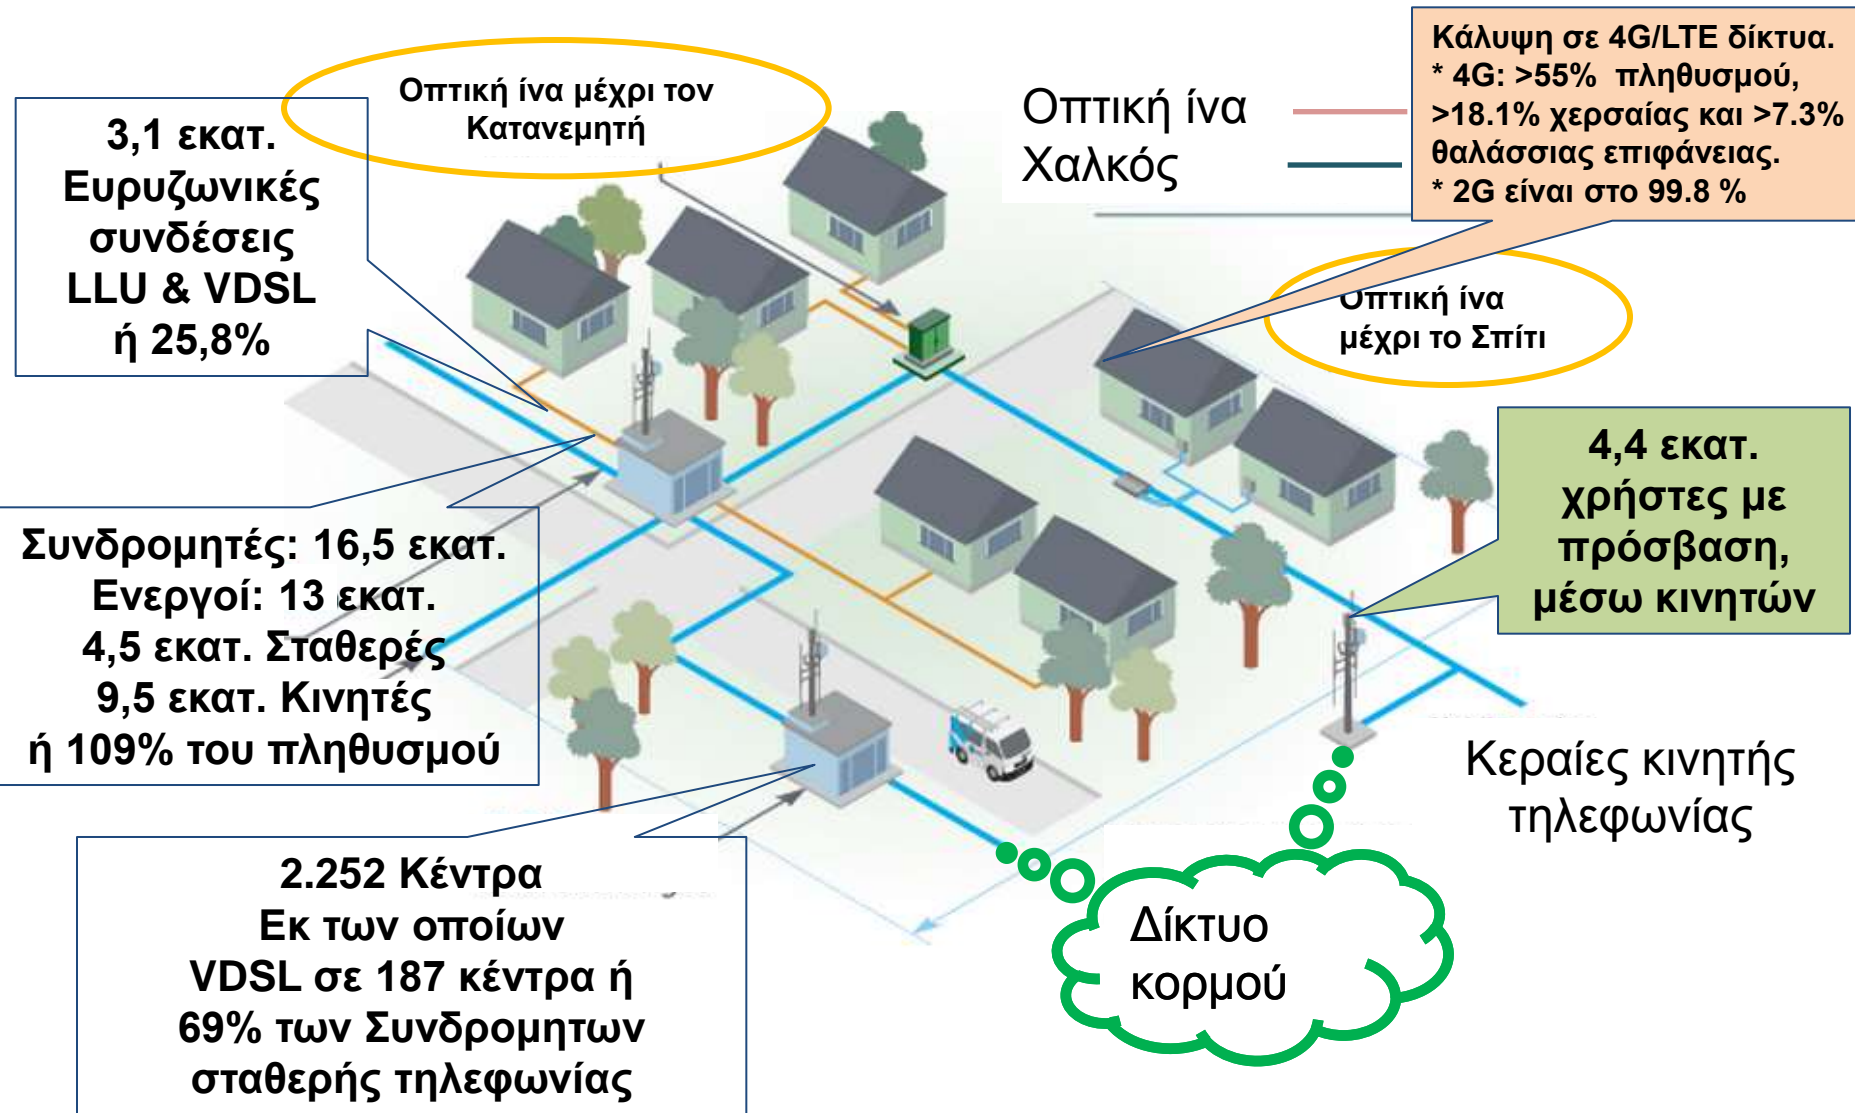 Οπτική ίνα μέχρι τον
Κατανεμητή
3,1 εκατ.
Ευρυζωνικές
συνδέσεις
LLU & VDSL
ή 25,8%
Οπτική ίνα
Χαλκός
Κάλυψη σε 4G/LTE δίκτυα.
* 4G: >55% πληθυσμού,
>18.1% χερσαίας και >7.3%
θαλάσσιας επιφάνειας.
* 2G είναι στο 99.8 %
Οπτική ίνα
μέχρι το Σπίτι
4,4 εκατ.
χρήστες με
πρόσβαση,
μέσω κινητών
Συνδρομητές: 16,5 εκατ.
Ενεργοί: 13 εκατ.
4,5 εκατ. Σταθερές
9,5 εκατ. Κινητές
ή 109% του πληθυσμού
Κεραίες κινητής
τηλεφωνίας
2.252 Κέντρα
Εκ των οποίων
VDSL σε 187 κέντρα ή
69% των Συνδρομητων
σταθερής τηλεφωνίας
Δίκτυο
κορμού